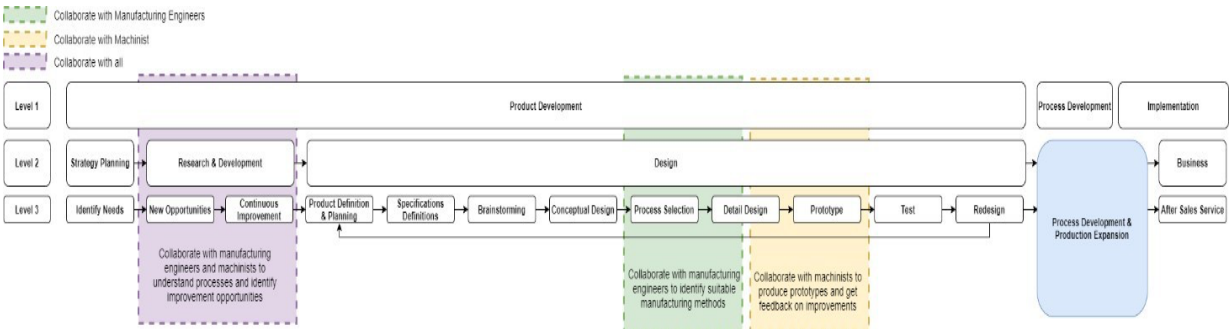 Collaborate with Manufacturing Engineers
Collaborate with Machinist
Collaborate with all
Level 1
Product Development
Process Development
Implementation
Level 2
Strategy Planning
Research & Development
Design
Business
Level 3
Identify Needs
New Opportunities
Continuous
Improvement
Product Definition
& Planning
Specifications
Definitions
Brainstorming
Conceptual Design
Process Selection
Detail Design
Prototype
Test
Redesign
Process Development &
Production Expansion
After Sales Service
Collaborate with manufacturing
engineers and machinists to
understand processes and identify
improvement opportunities
Collaborate with manufacturing
engineers to identify suitable
manufacturing methods
Collaborate with machinists to
produce prototypes and get
feedback on improvements